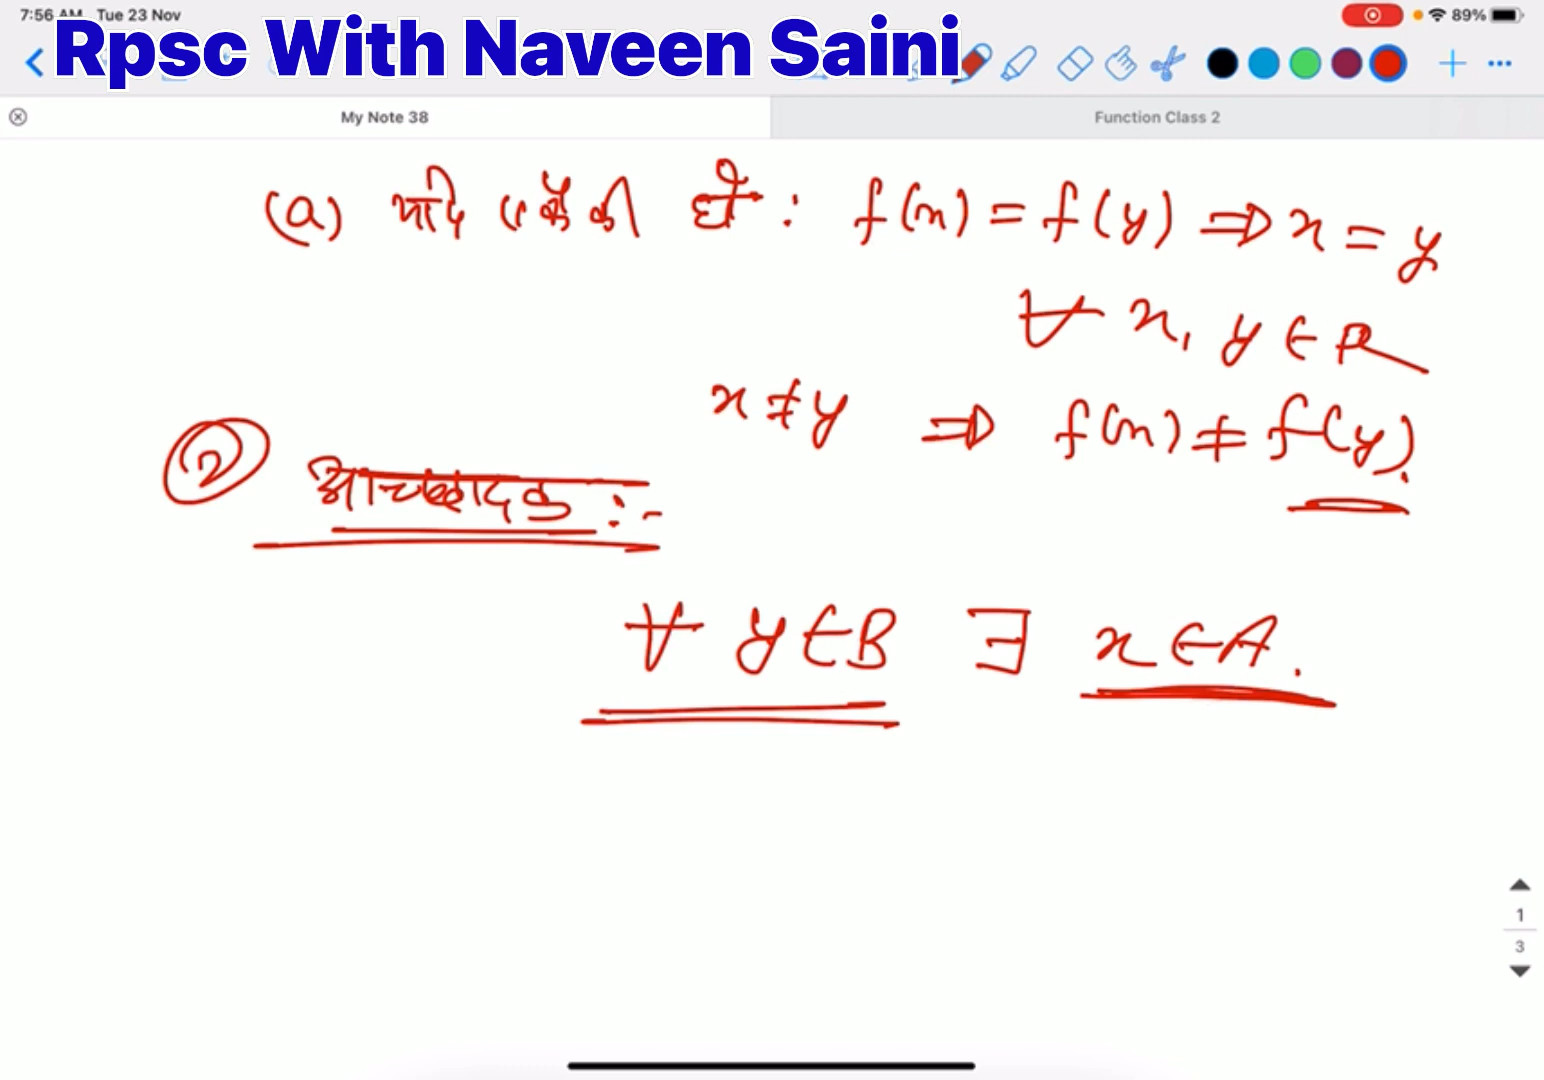 7:56 AM Tue 23 Nov
89%
Rpsc With Naveen Saini
My Note 38
Function Class 2
(a) यदि एकैकी हो : f(x) = f(y) ⇒ x = y
∀ x, y ∈ R
x ≠ y ⇒ f(x) ≠ f(y).
② आच्छादक :-
∀ y ∈ B ∃ x ∈ A.
1
3